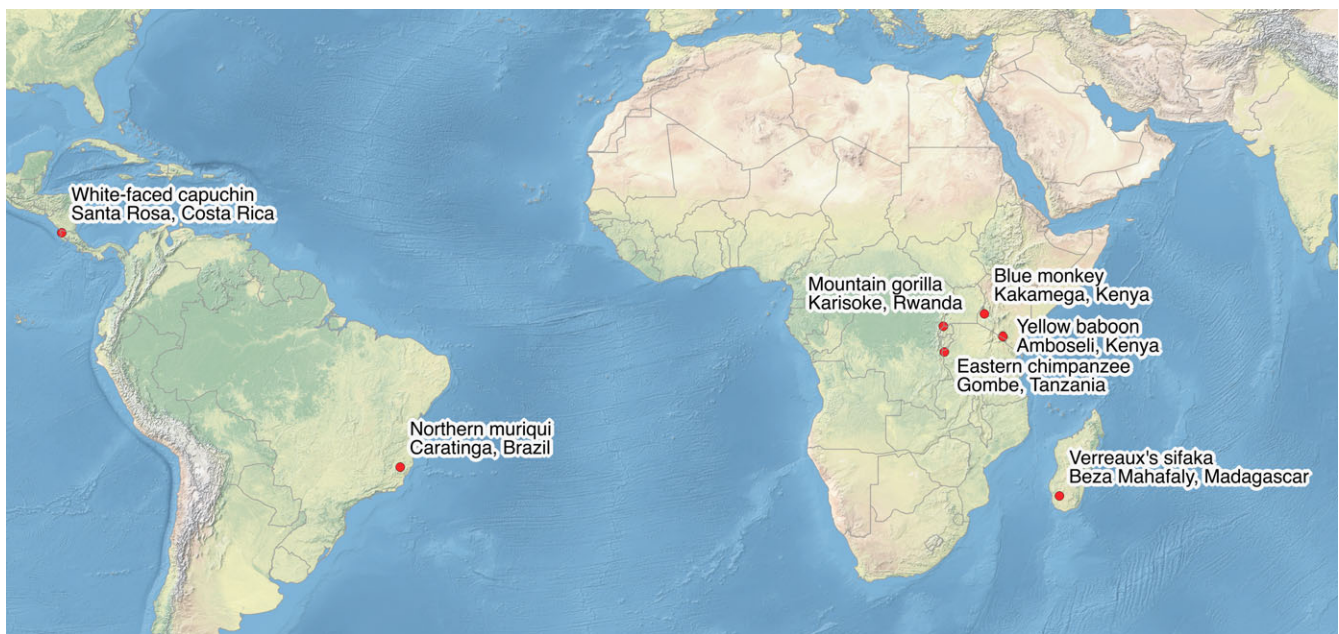 White-faced capuchin
Santa Rosa, Costa Rica
Mountain gorilla
Karisoke, Rwanda
Blue monkey
Kakamega, Kenya
Yellow baboon
Amboseli, Kenya
Eastern chimpanzee
Gombe, Tanzania
Northern muriqui
Caratinga, Brazil
Verreaux's sifaka
Beza Mahafaly, Madagascar